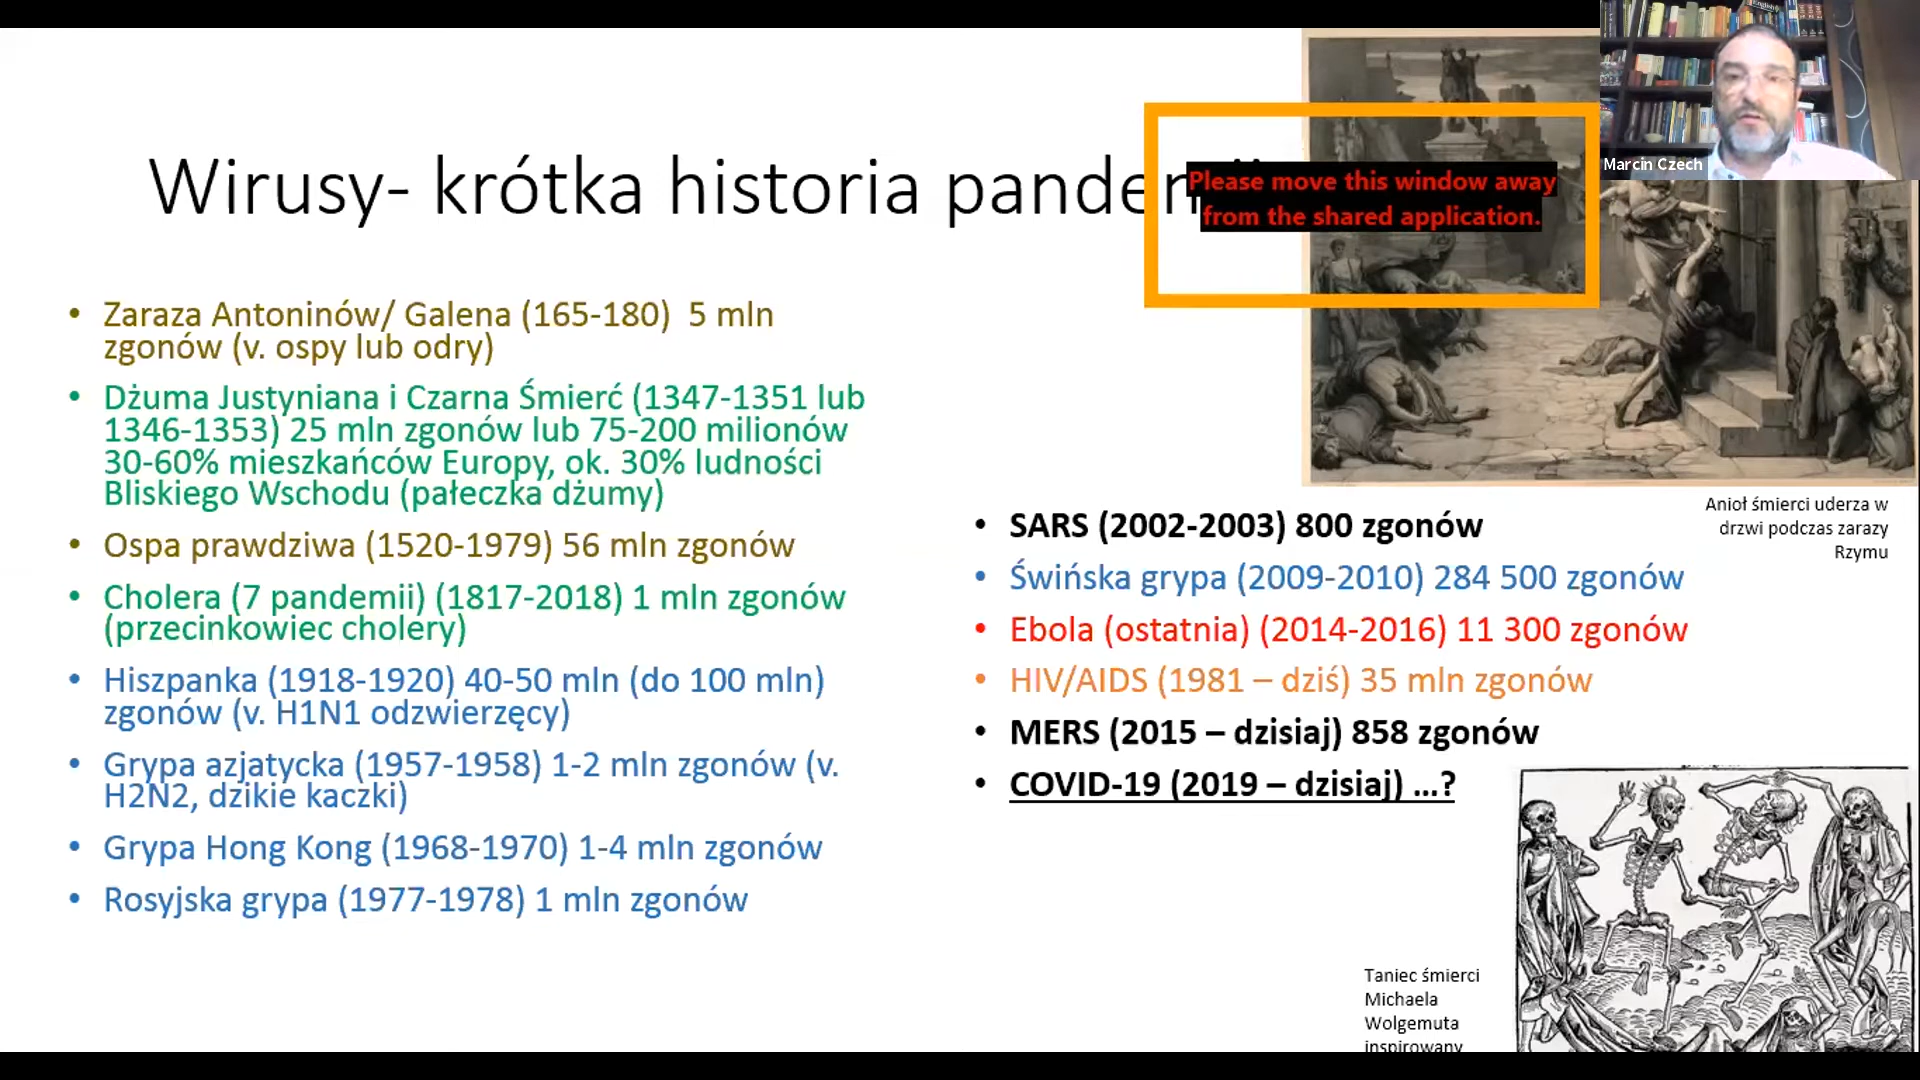 Wirusy- krótka historia
Please move this window away
from the shared application.
Marcin Czech
• Zaraza Antoninów/ Galena (165-180)  5 mln
zgonów (v. ospy lub odry)
• Dżuma Justyniana i Czarna Śmierć (1347-1351 lub
1346-1353) 25 mln zgonów lub 75-200 milionów
30-60% mieszkańców Europy, ok. 30% ludności
Bliskiego Wschodu (pałeczka dżumy)
• Ospa prawdziwa (1520-1979) 56 mln zgonów
• Cholera (7 pandemii) (1817-2018) 1 mln zgonów
(przecinkowiec cholery)
• Hiszpanka (1918-1920) 40-50 mln (do 100 mln)
zgonów (v. H1N1 odzwierzęcy)
• Grypa azjatycka (1957-1958) 1-2 mln zgonów (v.
H2N2, dzikie kaczki)
• Grypa Hong Kong (1968-1970) 1-4 mln zgonów
• Rosyjska grypa (1977-1978) 1 mln zgonów
• SARS (2002-2003) 800 zgonów
• Świńska grypa (2009-2010) 284 500 zgonów
• Ebola (ostatnia) (2014-2016) 11 300 zgonów
• HIV/AIDS (1981 – dziś) 35 mln zgonów
• MERS (2015 – dzisiaj) 858 zgonów
• COVID-19 (2019 – dzisiaj) ...?
Anioł śmierci uderza w
drzwi podczas zarazy
Rzymu
Taniec śmierci
Michaela
Wolgemuta
inspirowany